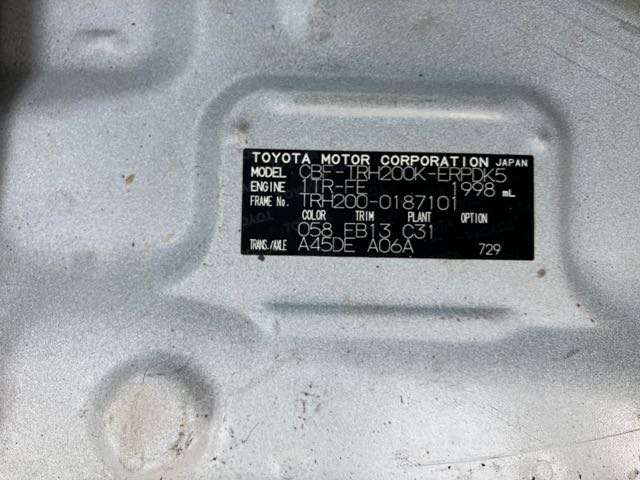 TOYOTA MOTOR CORPORATION JAPAN
MODEL CBF-TRH200K-ERPDK5
ENGINE 1TR-FE 1998 mL
FRAME No. TRH200-0187101
COLOR TRIM PLANT OPTION
058 FB13 C31
TRANS./AXLE A45DE A06A 729